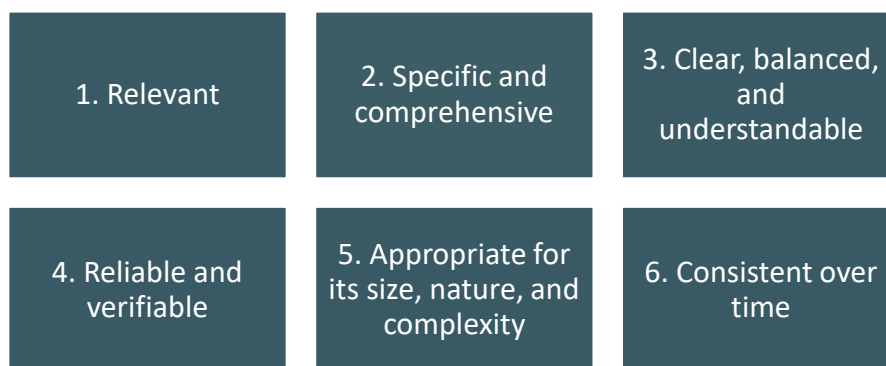 1. Relevant
2. Specific and
comprehensive
3. Clear, balanced,
and
understandable
4. Reliable and
verifiable
5. Appropriate for
its size, nature, and
complexity
6. Consistent over
time